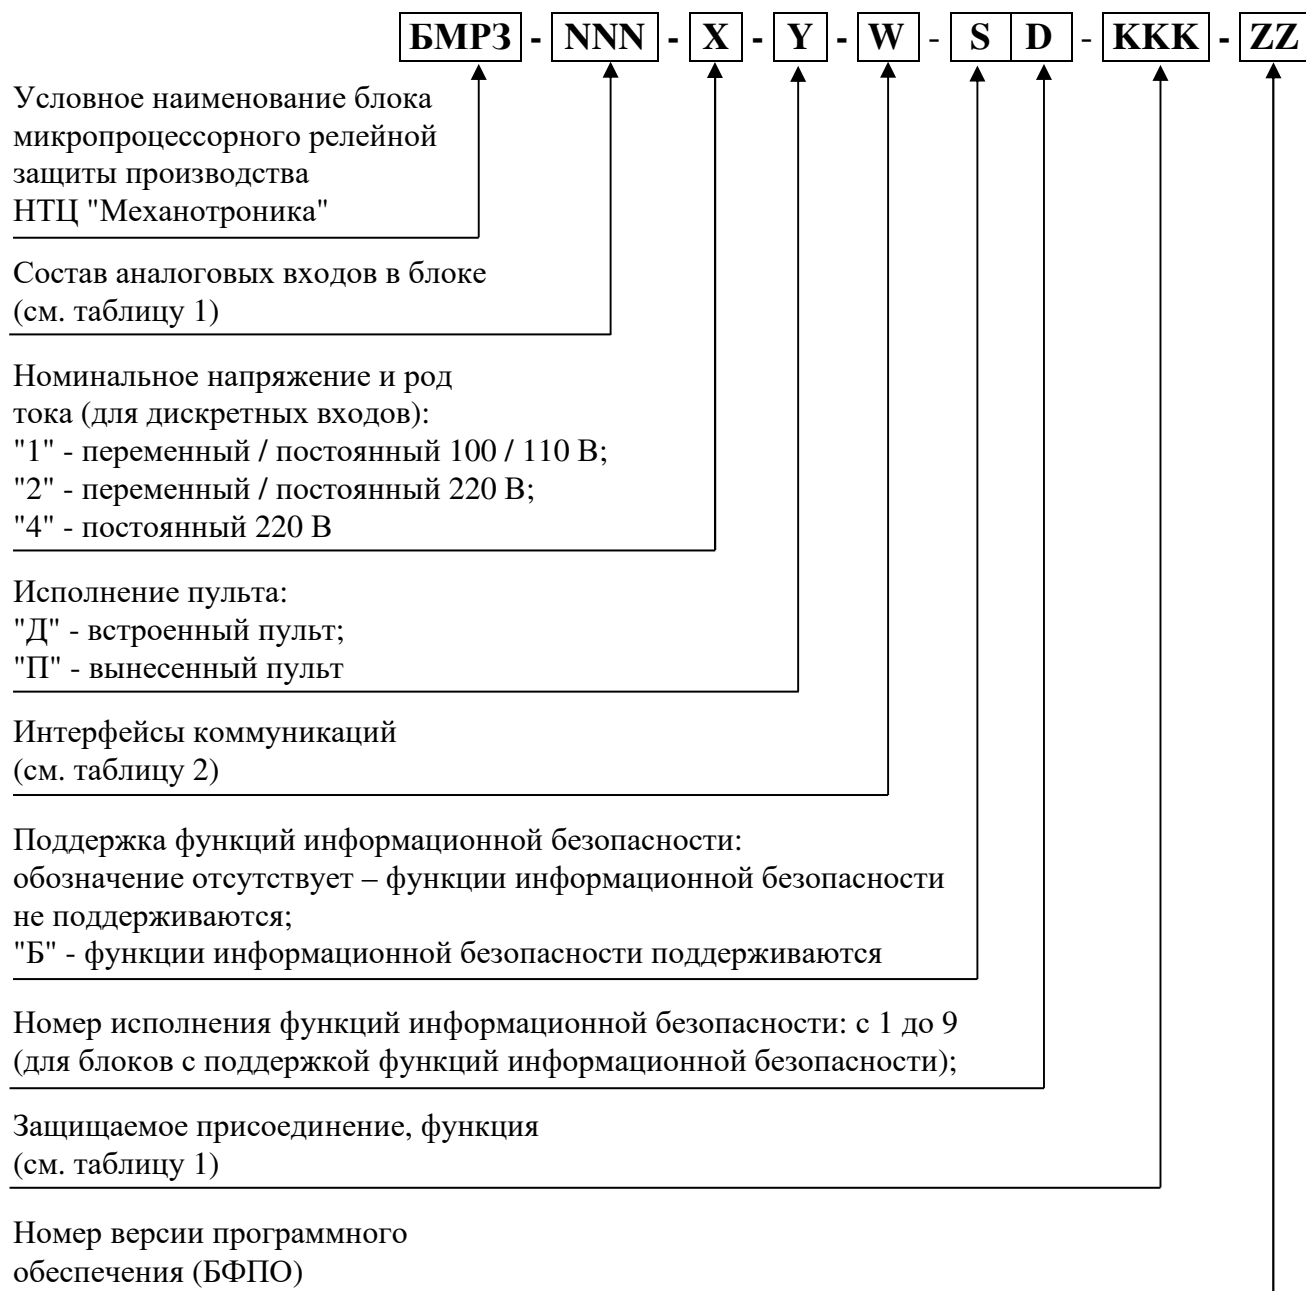 БМРЗ - NNN - X - Y - W - S D - KKK - ZZ
Условное наименование блока
микропроцессорного релейной
защиты производства
НТЦ "Механотроника"
Состав аналоговых входов в блоке
(см. таблицу 1)
Номинальное напряжение и род
тока (для дискретных входов):
"1" - переменный / постоянный 100 / 110 В;
"2" - переменный / постоянный 220 В;
"4" - постоянный 220 В
Исполнение пульта:
"Д" - встроенный пульт;
"П" - вынесенный пульт
Интерфейсы коммуникаций
(см. таблицу 2)
Поддержка функций информационной безопасности:
обозначение отсутствует – функции информационной безопасности
не поддерживаются;
"Б" - функции информационной безопасности поддерживаются
Номер исполнения функций информационной безопасности: с 1 до 9
(для блоков с поддержкой функций информационной безопасности);
Защищаемое присоединение, функция
(см. таблицу 1)
Номер версии программного
обеспечения (БФПО)